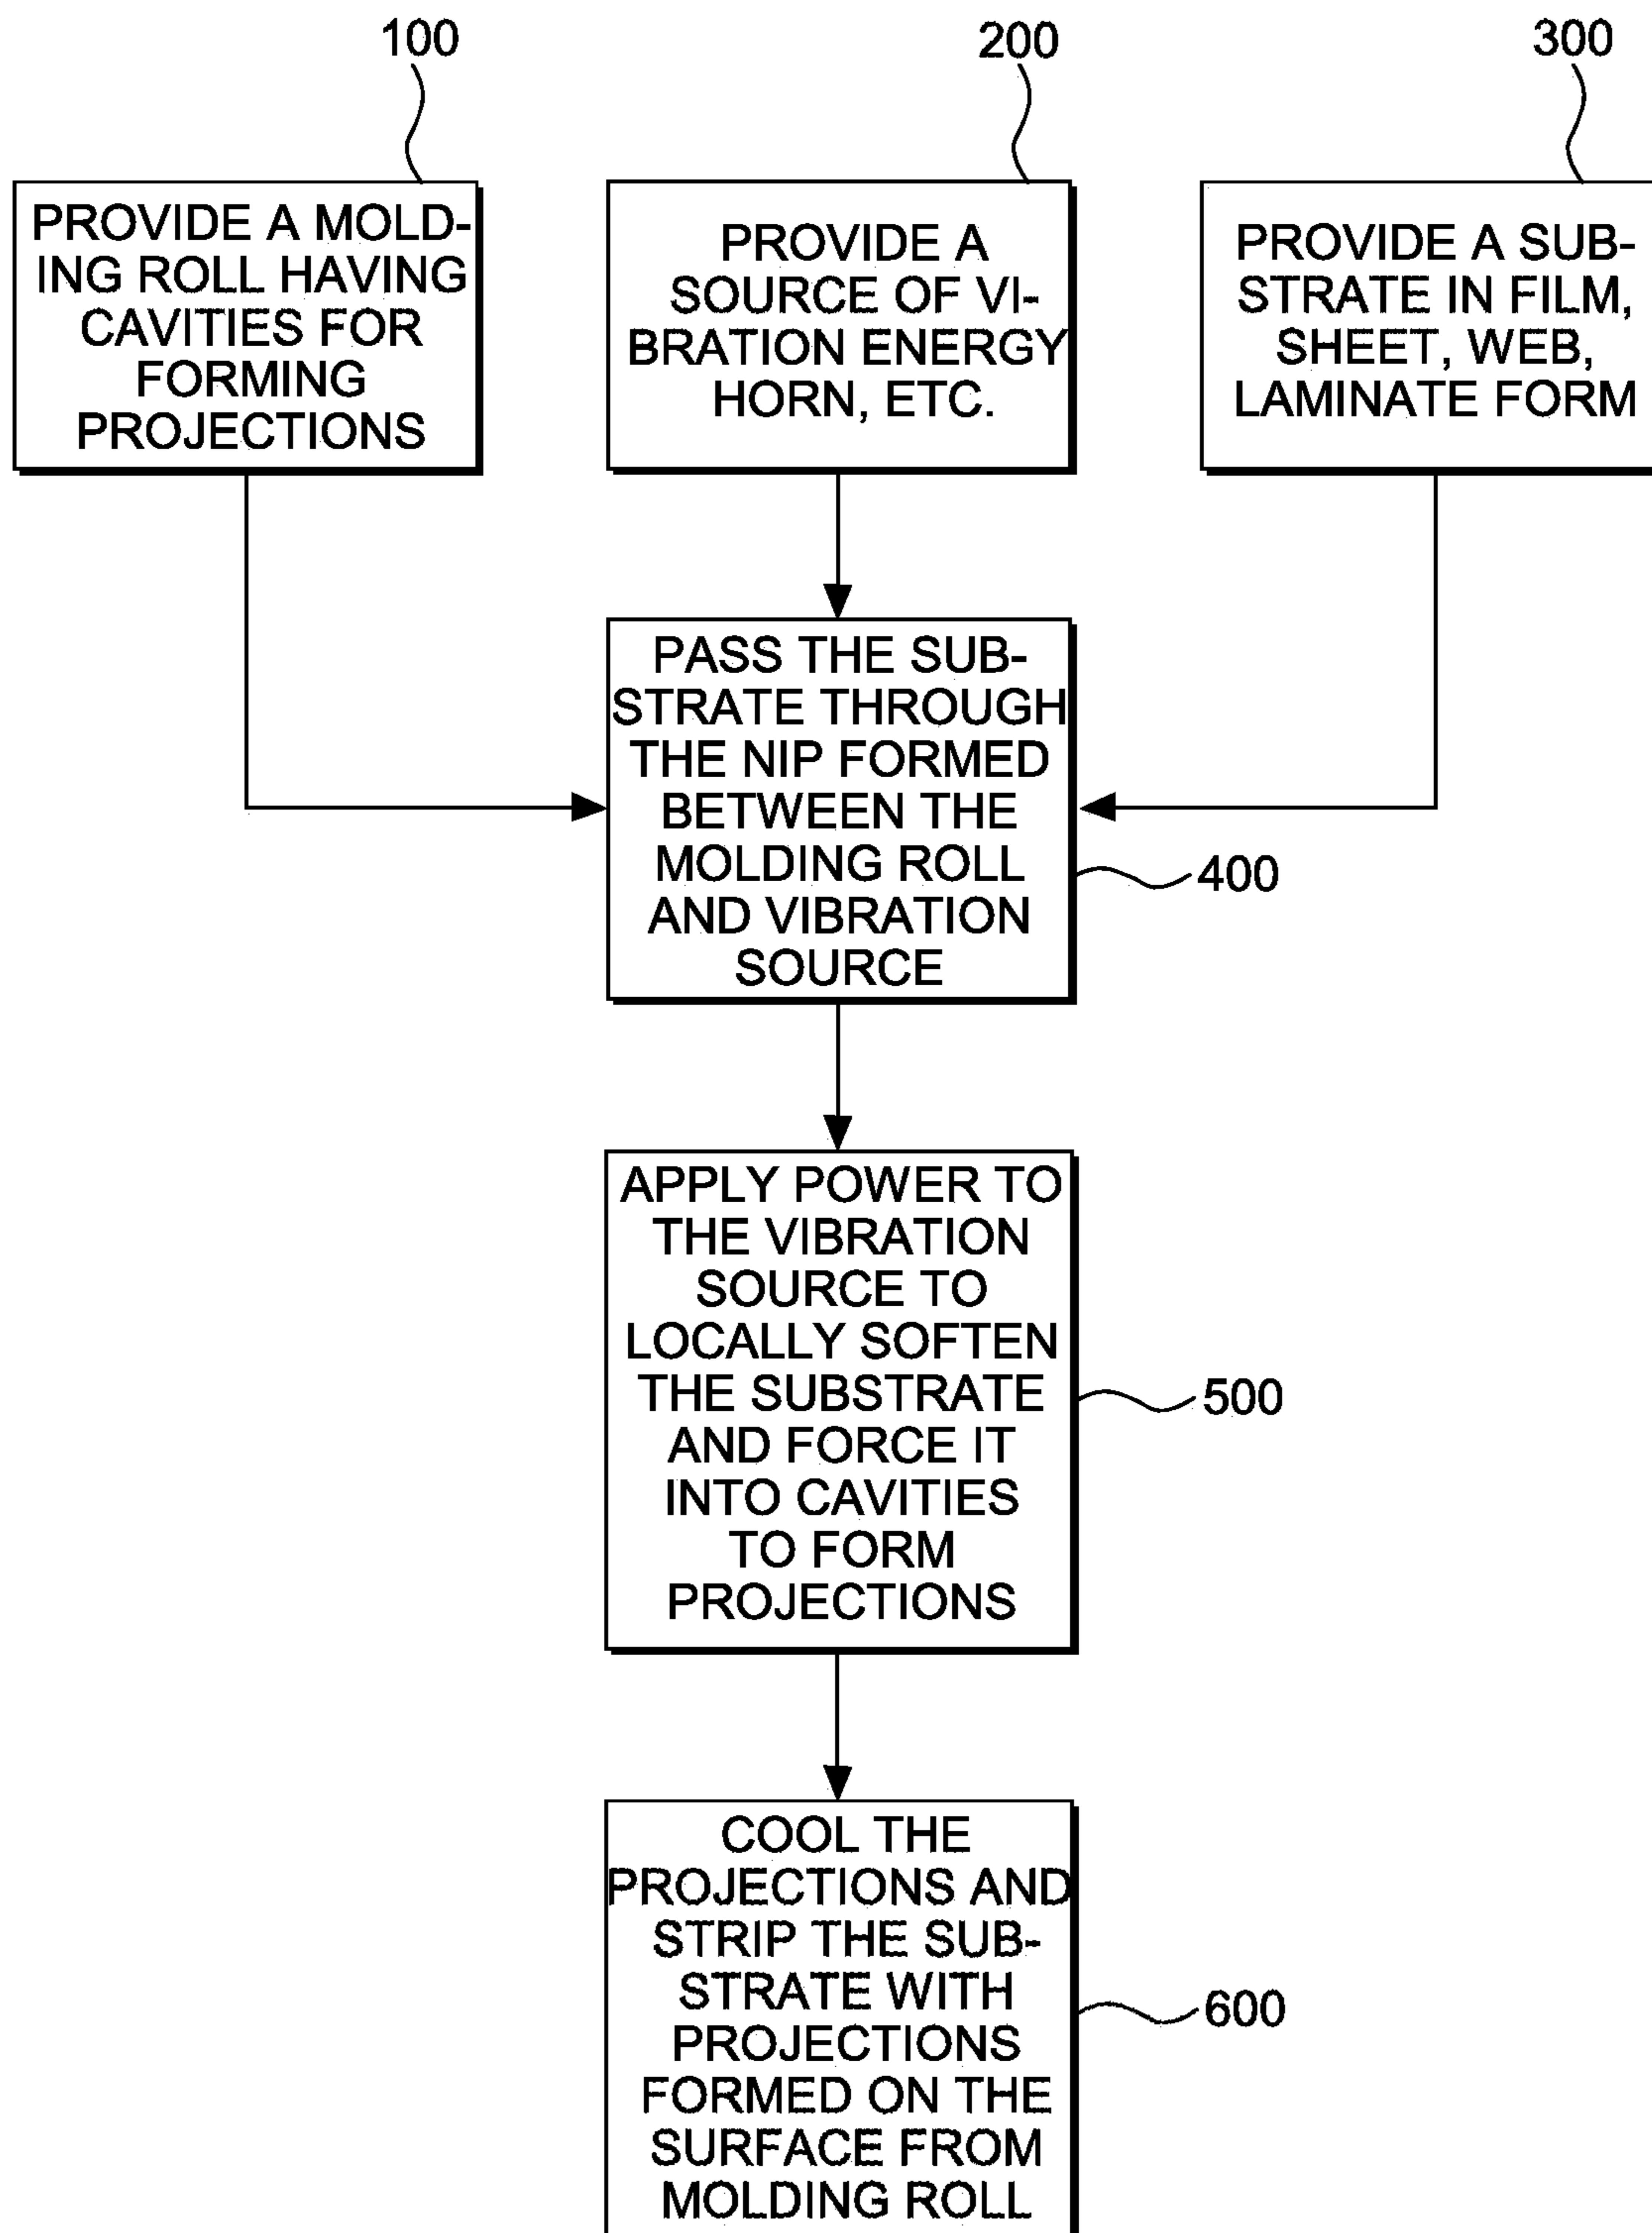 100
200
300
PROVIDE A MOLD-
ING ROLL HAVING
CAVITIES FOR
FORMING
PROJECTIONS
PROVIDE A
SOURCE OF VI-
BRATION ENERGY
HORN, ETC.
PROVIDE A SUB-
STRATE IN FILM,
SHEET, WEB,
LAMINATE FORM
PASS THE SUB-
STRATE THROUGH
THE NIP FORMED
BETWEEN THE
MOLDING ROLL
AND VIBRATION
SOURCE
400
APPLY POWER TO
THE VIBRATION
SOURCE TO
LOCALLY SOFTEN
THE SUBSTRATE
AND FORCE IT
INTO CAVITIES
TO FORM
PROJECTIONS
500
COOL THE
PROJECTIONS AND
STRIP THE SUB-
STRATE WITH
PROJECTIONS
FORMED ON THE
SURFACE FROM
MOLDING ROLL
600